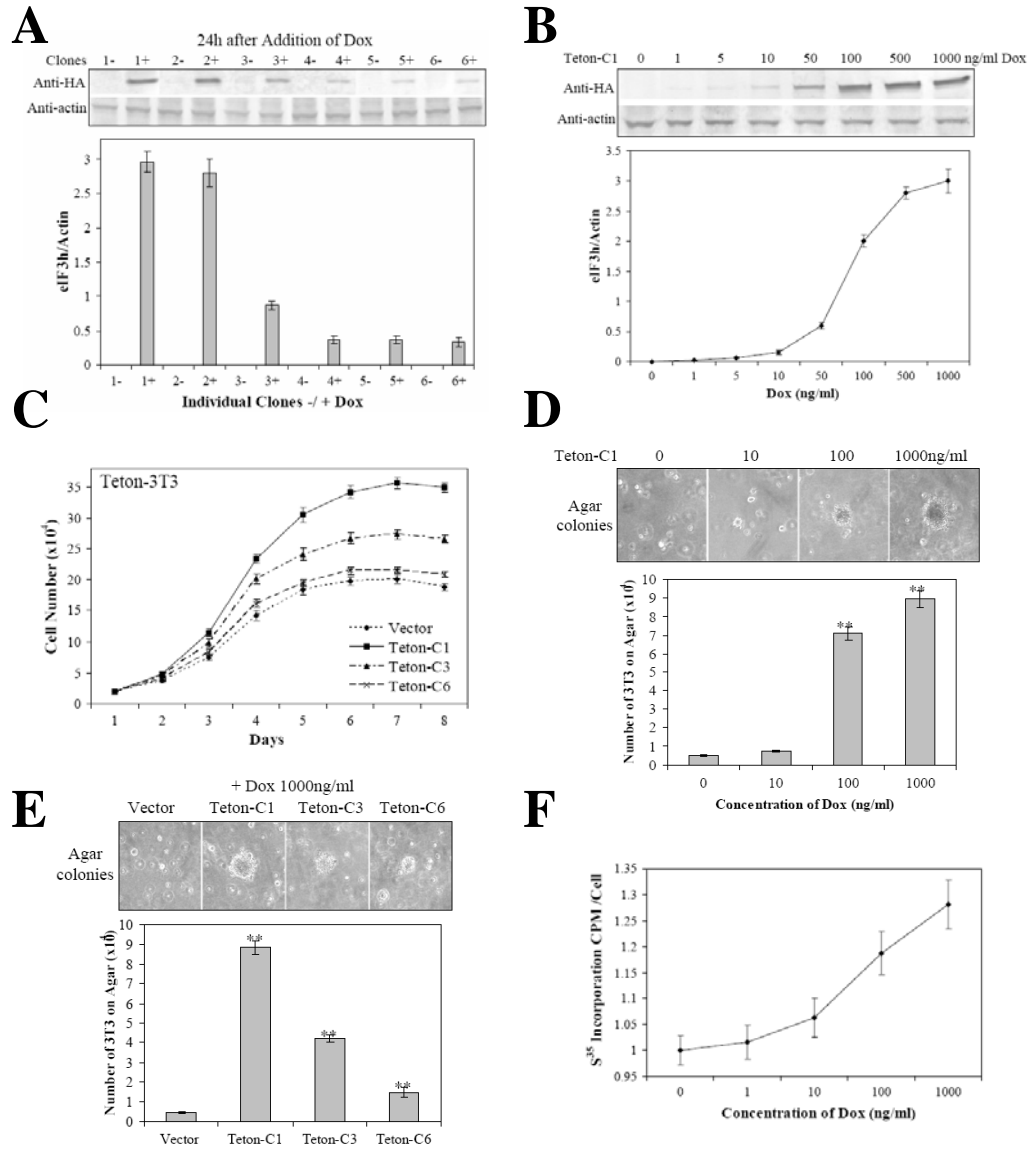 A
24h after Addition of Dox
Clones 1- 1+ 2- 2+ 3- 3+ 4- 4+ 5- 5+ 6- 6+
Anti-HA
Anti-actin
eIF3h/Actin
3
2.5
2
1.5
1
0.5
0
1- 1+ 2- 2+ 3- 3+ 4- 4+ 5- 5+ 6- 6+
Individual Clones -/ + Dox
B
Teton-C1 0 1 5 10 50 100 500 1000 ng/ml Dox
Anti-HA
Anti-actin
eIF3h/Actin
3.5
3
2.5
2
1.5
1
0.5
0
0 1 5 10 50 100 500 1000
Dox (ng/ml)
C
Teton-3T3
Cell Number (x10⁴)
35
30
25
20
15
10
5
0
Vector
Teton-C1
Teton-C3
Teton-C6
1 2 3 4 5 6 7 8
Days
D
Teton-C1 0 10 100 1000ng/ml
Agar
colonies
Number of 3T3 on Agar (x10⁴)
10
9
8
7
6
5
4
3
2
1
0
**
**
0 10 100 1000
Concentration of Dox (ng/ml)
E
+ Dox 1000ng/ml
Vector Teton-C1 Teton-C3 Teton-C6
Agar
colonies
Number of 3T3 on Agar (x10⁴)
10
9
8
7
6
5
4
3
2
1
0
**
**
**
Vector Teton-C1 Teton-C3 Teton-C6
F
S³⁵ Incorporation CPM /Cell
1.35
1.3
1.25
1.2
1.15
1.1
1.05
1
0.95
0 1 10 100 1000
Concentration of Dox (ng/ml)